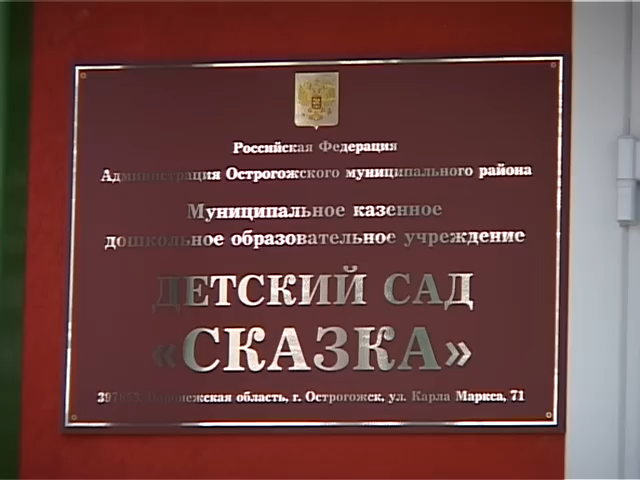 Российская Федерация
Администрация Острогожского муниципального района
Муниципальное казенное
дошкольное образовательное учреждение
ДЕТСКИЙ САД
«СКАЗКА»
Воронежская область, г. Острогожск, ул. Карла Маркса, 71